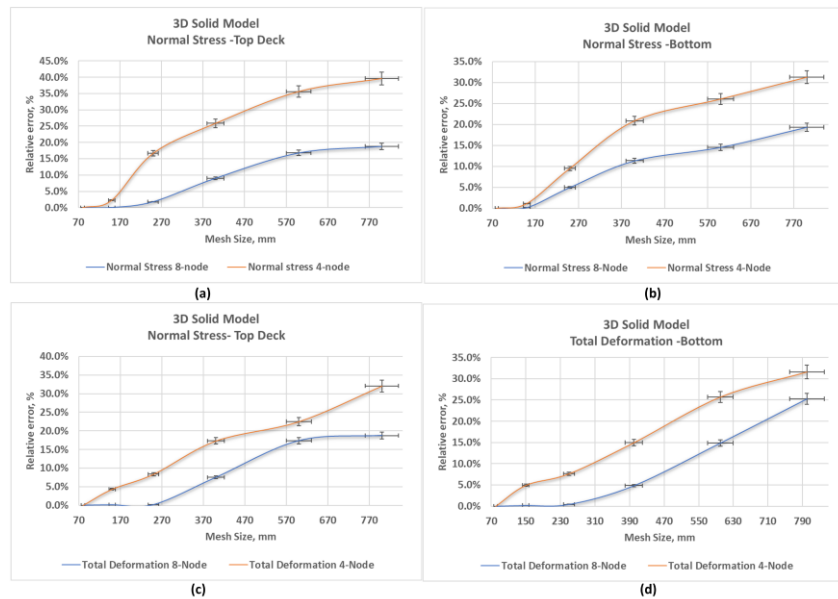 3D Solid Model
Normal Stress -Top Deck
Relative error, %
45.0%
40.0%
35.0%
30.0%
25.0%
20.0%
15.0%
10.0%
5.0%
0.0%
70 170 270 370 470 570 670 770
Mesh Size, mm
Normal Stress 8-node Normal stress 4-node
(a)
3D Solid Model
Normal Stress -Bottom
Relative error, %
35.0%
30.0%
25.0%
20.0%
15.0%
10.0%
5.0%
0.0%
70 170 270 370 470 570 670 770
Mesh Size, mm
Normal Stress 8-Node Normal Stress 4-Node
(b)
3D Solid Model
Normal Stress- Top Deck
Relative error, %
40.0%
35.0%
30.0%
25.0%
20.0%
15.0%
10.0%
5.0%
0.0%
70 170 270 370 470 570 670 770
Mesh Size, mm
Total Deformation 8-Node Total Deformation 4-Node
(c)
3D Solid Model
Total Deformation -Bottom
Relative error, %
35.0%
30.0%
25.0%
20.0%
15.0%
10.0%
5.0%
0.0%
70 150 230 310 390 470 550 630 710 790
Mesh Size, mm
Total Deformation 8-Node Total Deformation 4-Node
(d)